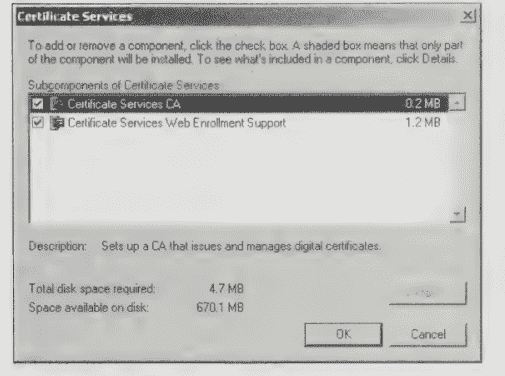 Certificate Services
To add or remove a component, click the check box. A shaded box means that only part
of the component will be installed. To see what's included in a component, click Details.
Subcomponents of Certificate Services
Certificate Services CA 0.2 MB
Certificate Services Web Enrollment Support 1.2 MB
Description: Sets up a CA that issues and manages digital certificates.
Total disk space required: 4.7 MB
Space available on disk: 670.1 MB
OK Cancel